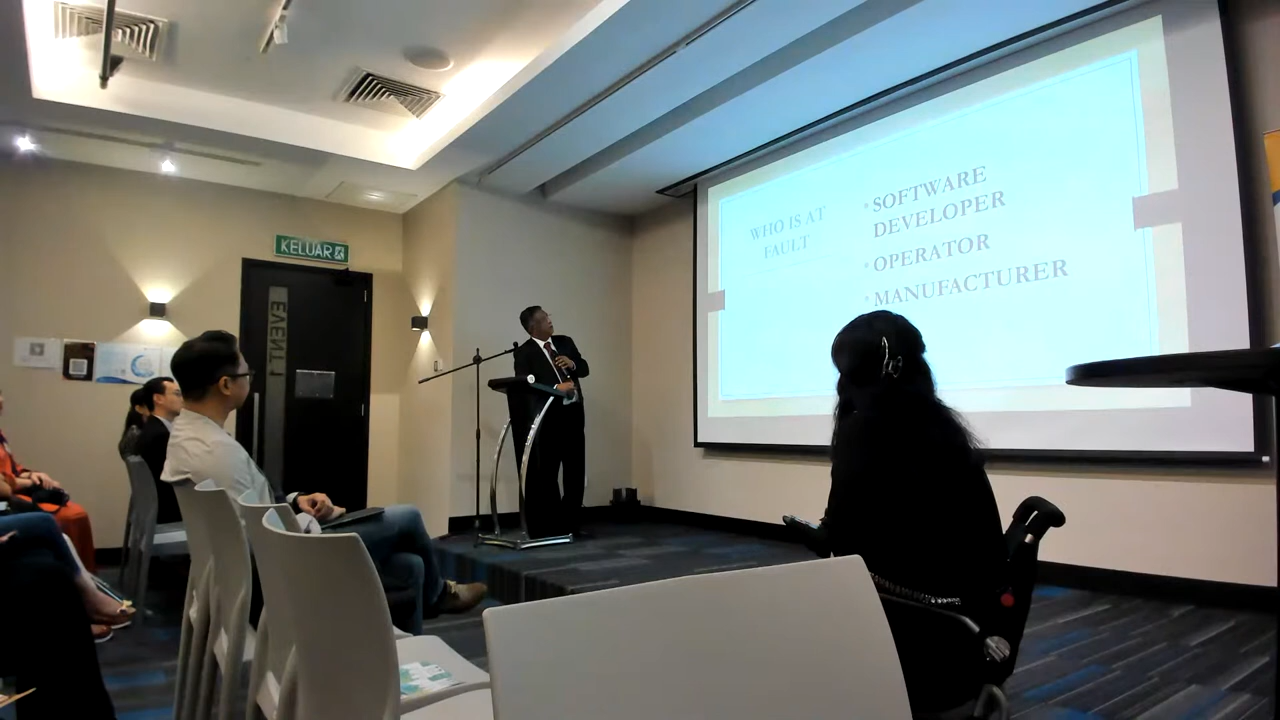 KELUAR
EVENT 1
WHO IS AT
FAULT
• SOFTWARE
DEVELOPER
• OPERATOR
• MANUFACTURER